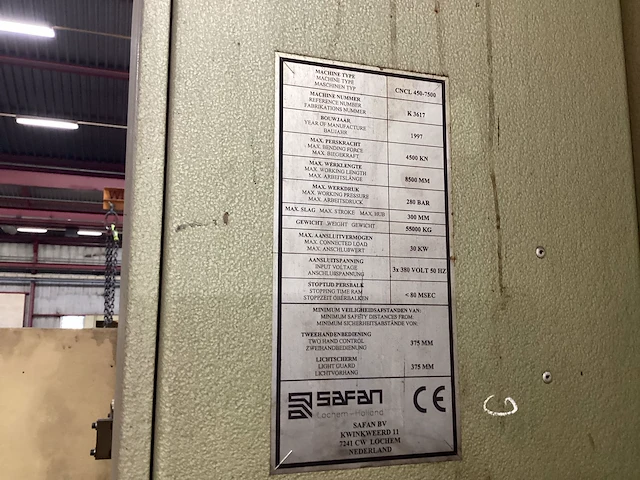 MACHINE TYPE
MACHINE TYPE
MASCHINEN TYP
CNCL 450-7500
MACHINE NUMMER
REFERENCE NUMBER
FABRIKATIONS NUMMER
K 3617
BOUWJAAR
YEAR OF MANUFACTURE
BAUJAHR
1997
MAX. PERSKRACHT
MAX. BENDING FORCE
MAX. BIEGEKRAFT
4500 KN
MAX. WERKLENGTE
MAX. WORKING LENGTH
MAX. ARBEITSLÄNGE
8500 MM
MAX. WERKDRUK
MAX. WORKING PRESSURE
MAX. ARBEITSDRUCK
280 BAR
MAX. SLAG MAX. STROKE MAX. HUB
300 MM
GEWICHT WEIGHT GEWICHT
55000 KG
MAX. AANSLUITVERMOGEN
MAX. CONNECTED LOAD
MAX. ANSCHLUßWERT
30 KW
AANSLUITSPANNING
INPUT VOLTAGE
ANSCHLUßSPANNUNG
3x 380 VOLT 50 HZ
STOPTIJD PERSBALK
STOPPING TIME RAM
STOPPZEIT OBERBALKEN
< 80 MSEC
MINIMUM VEILIGHEIDSAFSTANDEN VAN:
MINIMUM SAFETY DISTANCES FROM:
MINIMUM SICHERHEITSABSTÄNDE VON:
TWEEHANDENBEDIENING
TWO HAND CONTROL
ZWEIHANDBEDIENUNG
375 MM
LICHTSCHERM
LIGHT GUARD
LICHTVORHANG
375 MM
SAFAN
Lochem - Holland
CE
SAFAN BV
KWINKWEERD 11
7241 CW LOCHEM
NEDERLAND